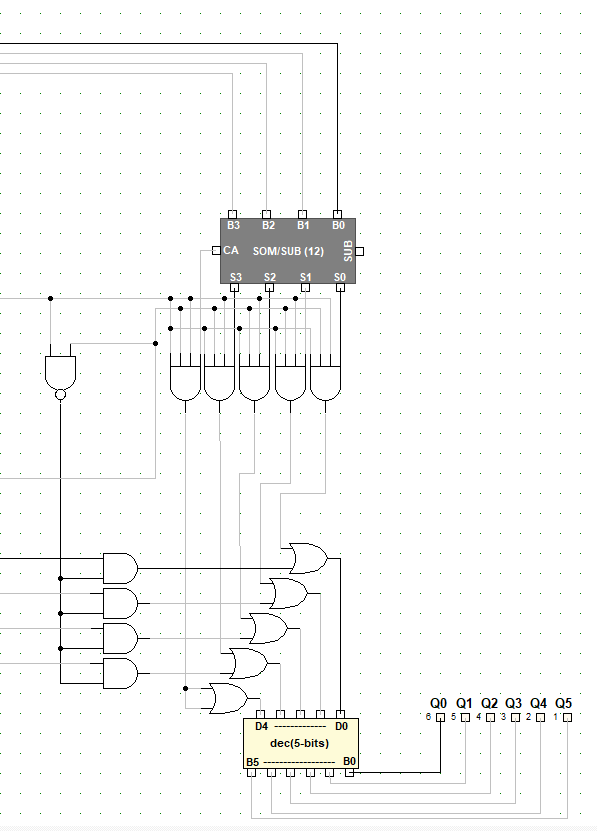 B3 B2 B1 B0
CA SOM/SUB (12) SUB
S3 S2 S1 S0
Q0 Q1 Q2 Q3 Q4 Q5
6 5 4 3 2 1
D4 ------------- D0
dec(5-bits)
B5 ------------------ B0